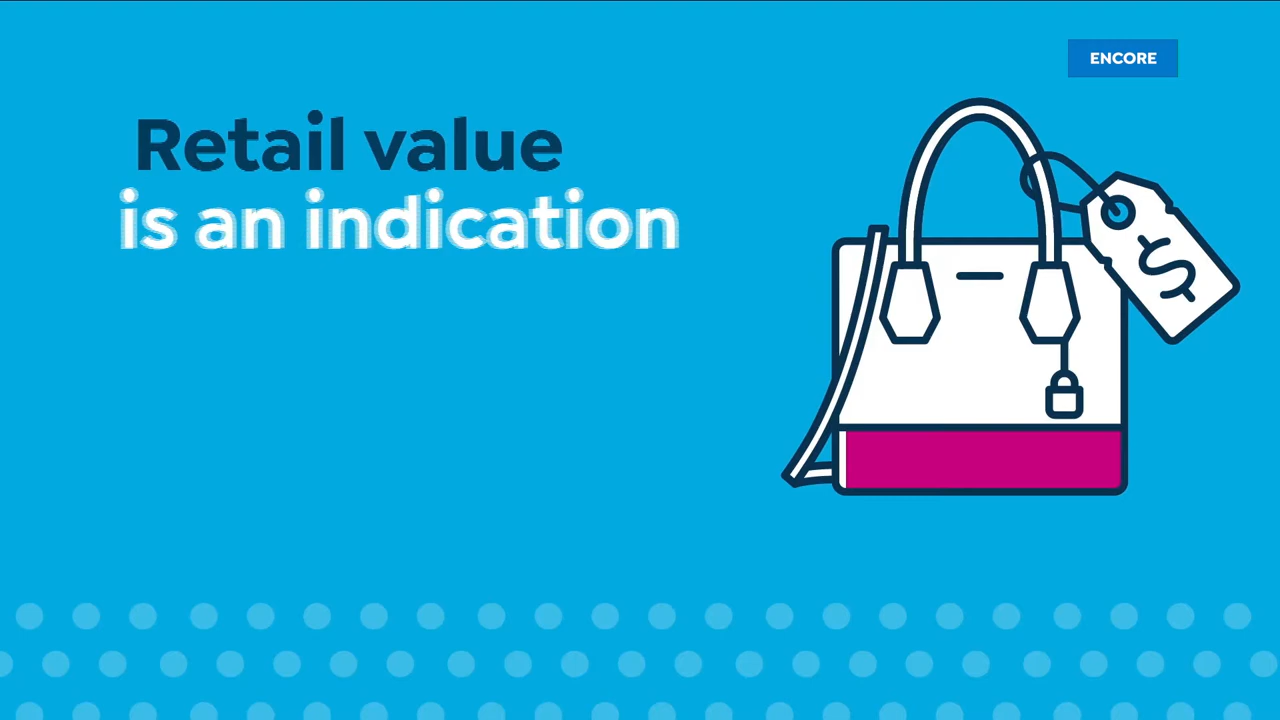 ENCORE
Retail value
is an indication
$